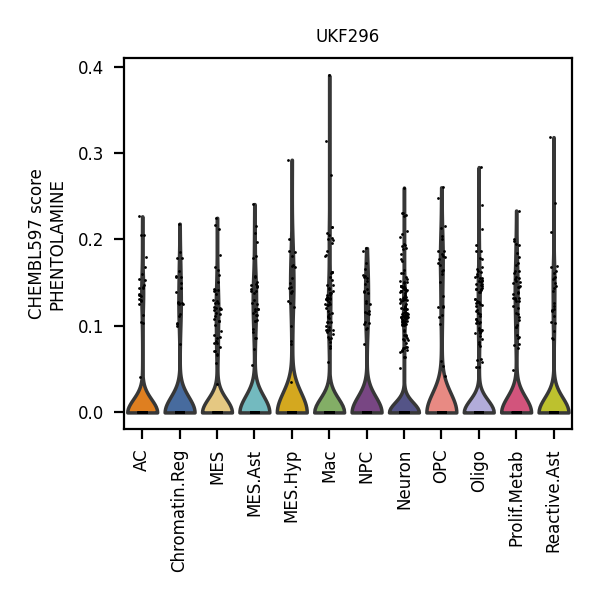 UKF296
CHEMBL597 score
PHENTOLAMINE
0.4
0.3
0.2
0.1
0.0
AC
Chromatin.Reg
MES
MES.Ast
MES.Hyp
Mac
NPC
Neuron
OPC
Oligo
Prolif.Metab
Reactive.Ast